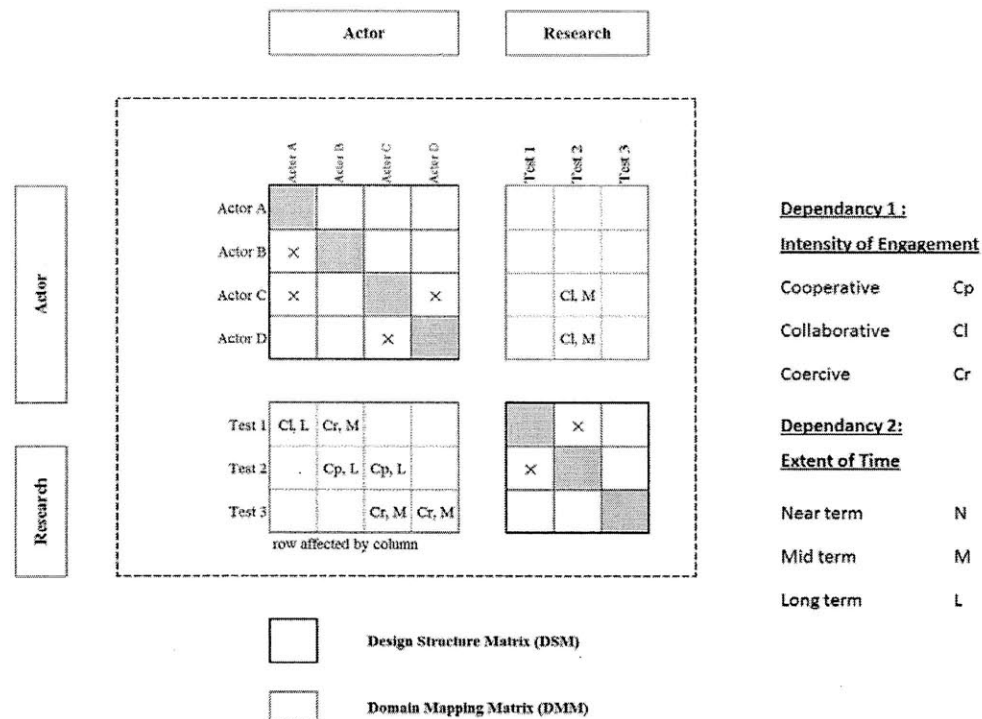 Actor Research
Actor A Actor B Actor C Actor D Test 1 Test 2 Test 3
Actor
Actor A
Actor B ×
Actor C × × Cl, M
Actor D × Cl, M
Research
Test 1 Cl, L Cr, M ×
Test 2 Cp, L Cp, L ×
Test 3 Cr, M Cr, M
row affected by column
Dependancy 1 :
Intensity of Engagement
Cooperative Cp
Collaborative Cl
Coercive Cr
Dependancy 2:
Extent of Time
Near term N
Mid term M
Long term L
Design Structure Matrix (DSM)
Domain Mapping Matrix (DMM)